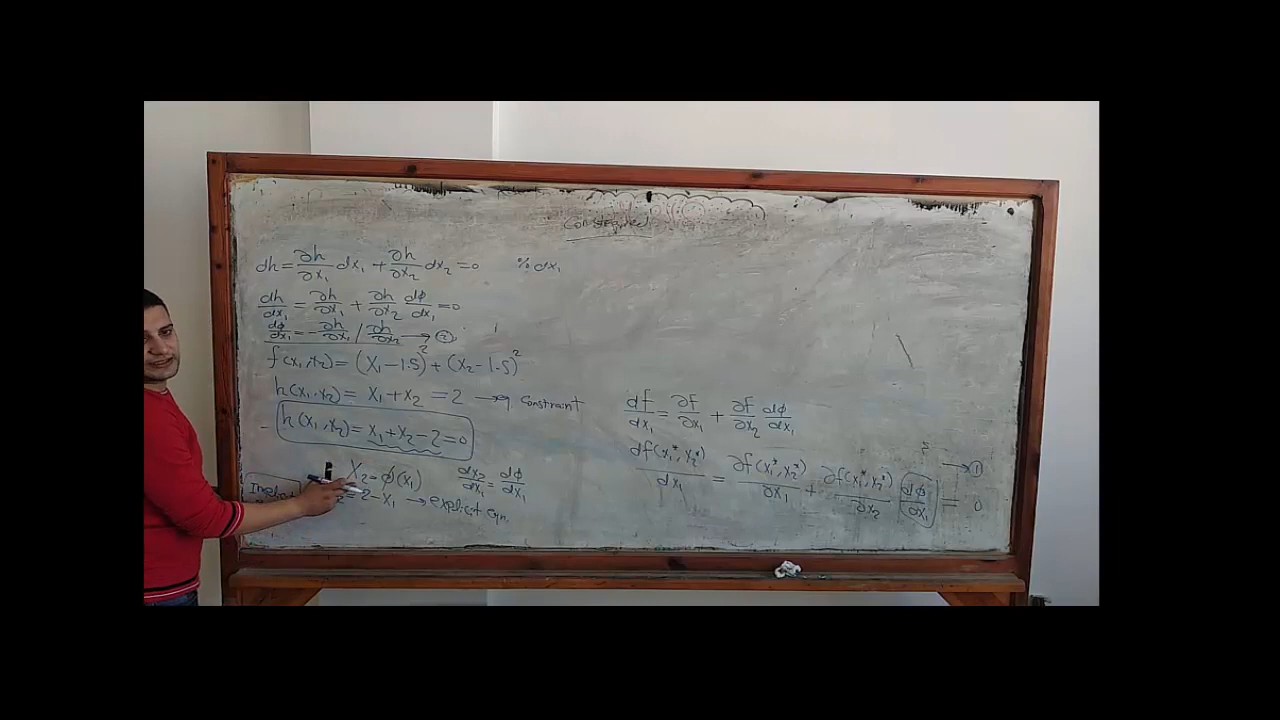 Constrained
dh = ∂h/∂x₁ dx₁ + ∂h/∂x₂ dx₂ = 0 % dx₁
dh/dx₁ = ∂h/∂x₁ + ∂h/∂x₂ dϕ/dx₁ = 0
dϕ/dx₁ = - ∂h/∂x₁ / ∂h/∂x₂ → ②
f(x₁, x₂) = (x₁ - 1.5)² + (x₂ - 1.5)²
h(x₁, x₂) = x₁ + x₂ = 2 → Constraint
h(x₁, x₂) = x₁ + x₂ - 2 = 0
x₂ = ϕ(x₁) dx₂/dx₁ = dϕ/dx₁
= 2 - x₁ → explicit
df/dx₁ = ∂f/∂x₁ + ∂f/∂x₂ dϕ/dx₁
df(x₁*, x₂*)/dx₁ = ∂f(x₁*, x₂*)/∂x₁ + ∂f(x₁*, x₂*)/∂x₂ dϕ/dx₁ = 0 → ①